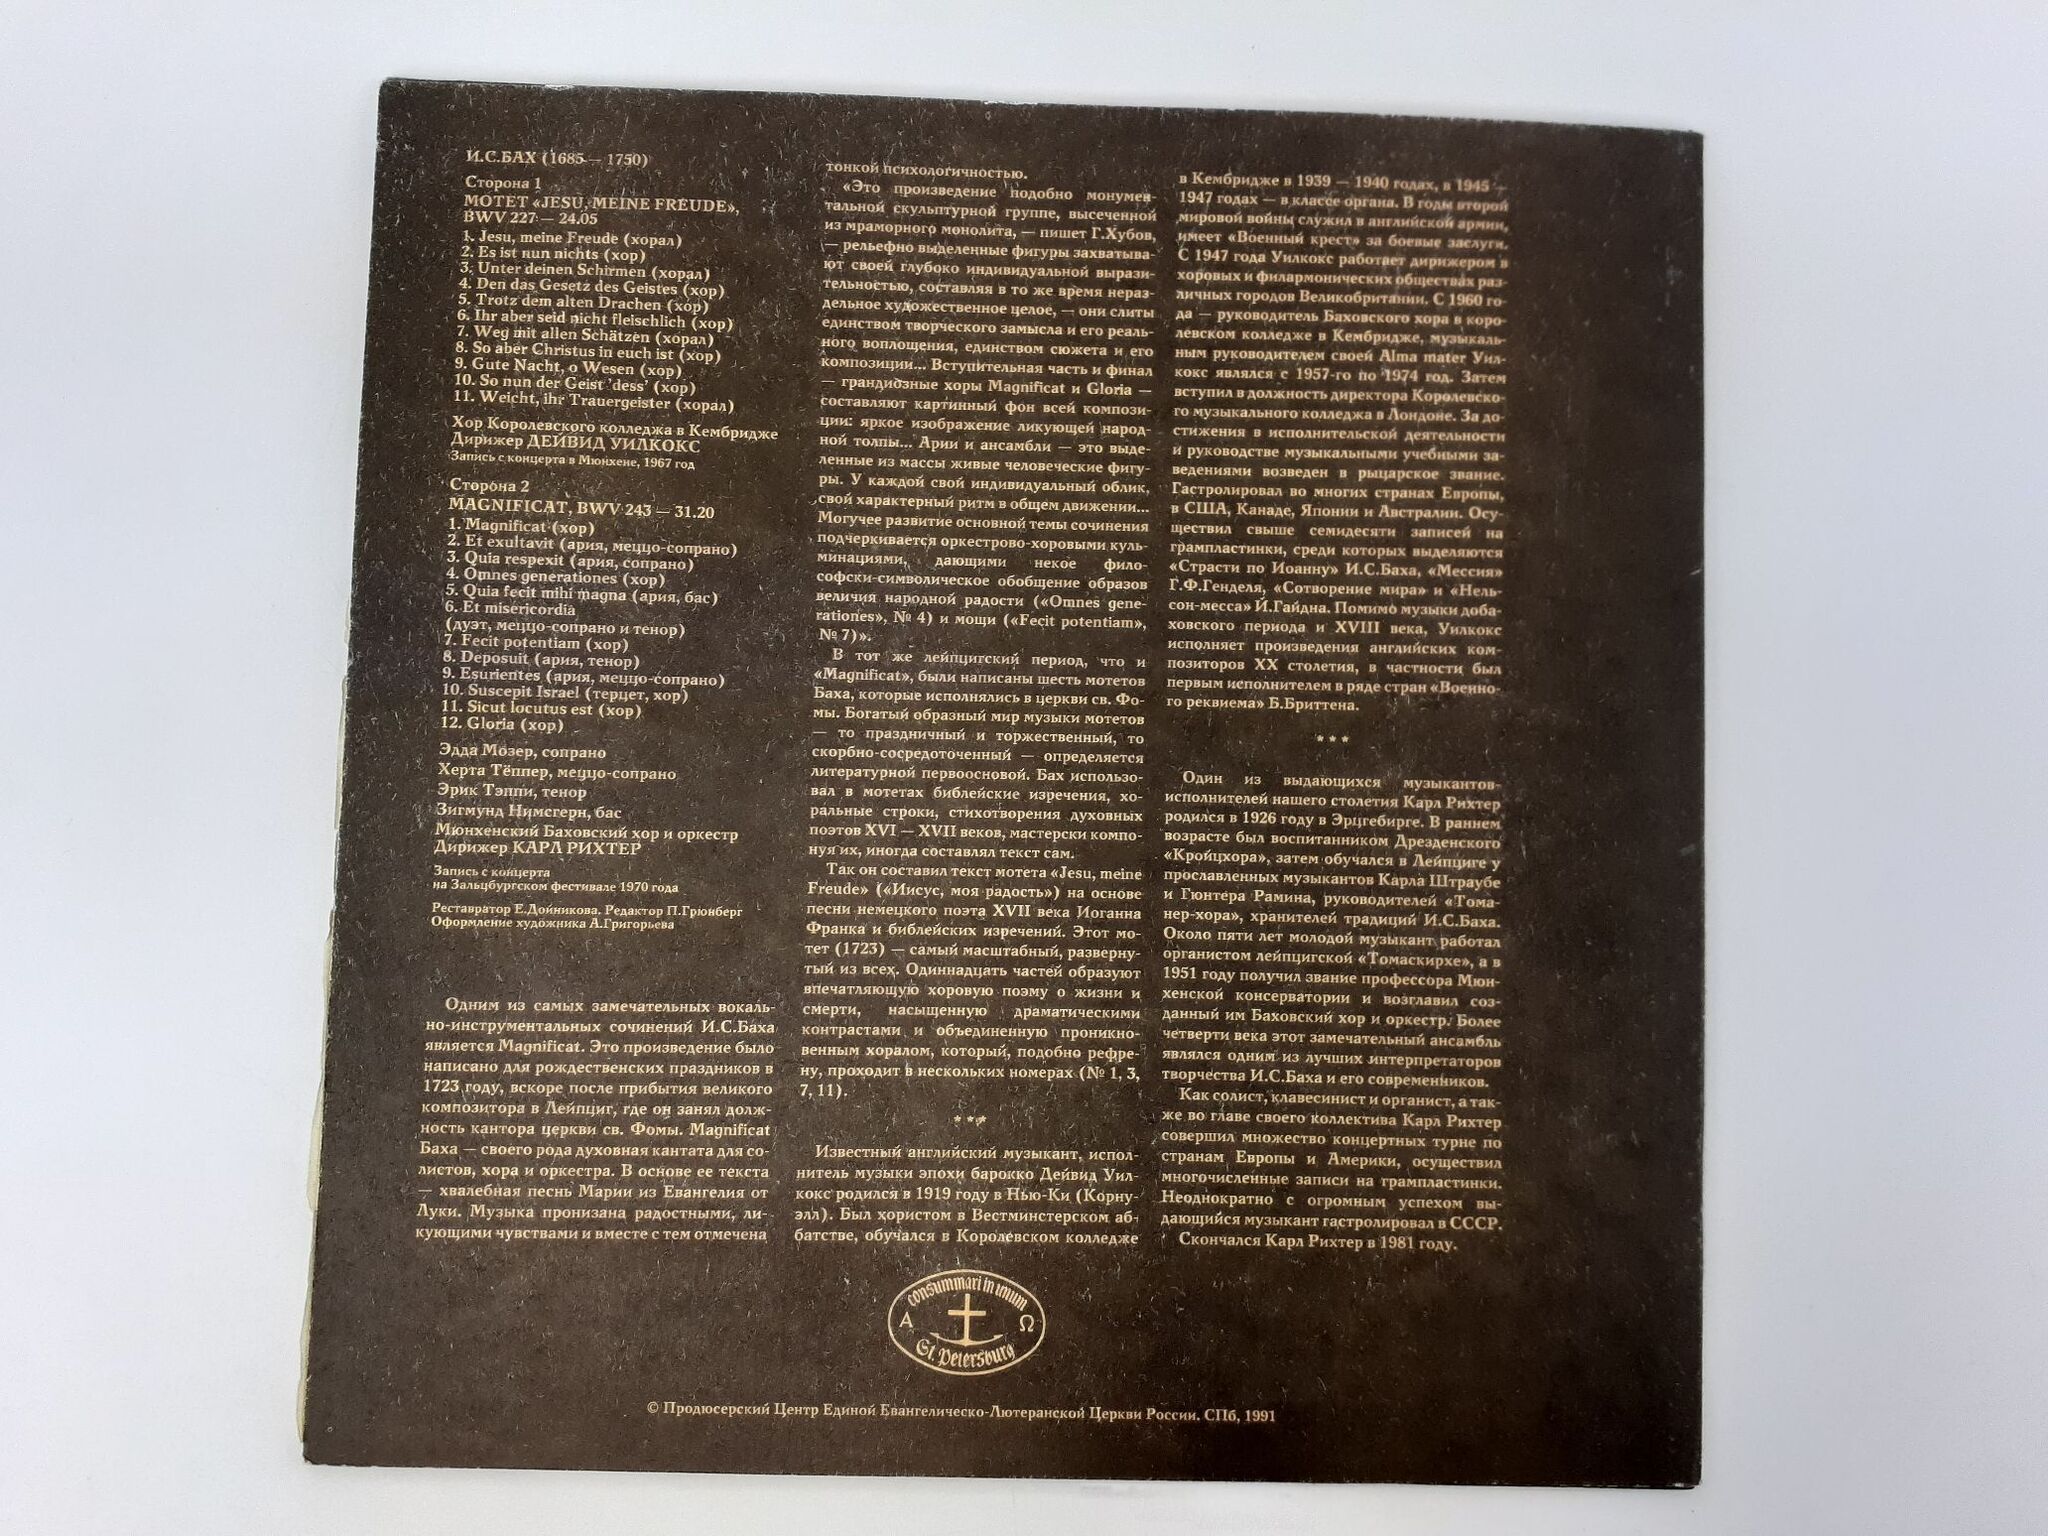 И.С.БАХ (1685 — 1750)
Сторона 1
МОТЕТ «JESU, MEINE FREUDE»,
BWV 227 — 24.05
1. Jesu, meine Freude (хорал)
2. Es ist nun nichts (хор)
3. Unter deinen Schirmen (хорал)
4. Den das Gesetz des Geistes (хор)
5. Trotz dem alten Drachen (хор)
6. Ihr aber seid nicht fleischlich (хор)
7. Weg mit allen Schätzen (хорал)
8. So aber Christus in euch ist (хор)
9. Gute Nacht, o Wesen (хор)
10. So nun der Geist 'dess' (хор)
11. Weicht, ihr Trauergeister (хорал)
Хор Королевского колледжа в Кембридже
Дирижер ДЕЙВИД УИЛКОКС
Запись с концерта в Мюнхене, 1967 год
Сторона 2
MAGNIFICAT, BWV 243 — 31.20
1. Magnificat (хор)
2. Et exultavit (ария, меццо-сопрано)
3. Quia respexit (ария, сопрано)
4. Omnes generationes (хор)
5. Quia fecit mihi magna (ария, бас)
6. Et misericordia
(дуэт, меццо-сопрано и тенор)
7. Fecit potentiam (хор)
8. Deposuit (ария, тенор)
9. Esurientes (ария, меццо-сопрано)
10. Suscepit Israel (терцет, хор)
11. Sicut locutus est (хор)
12. Gloria (хор)
Эдда Мозер, сопрано
Херта Тёппер, меццо-сопрано
Эрик Тэппи, тенор
Зигмунд Нимсгерн, бас
Мюнхенский Баховский хор и оркестр
Дирижер КАРЛ РИХТЕР
Запись с концерта
на Зальцбургском фестивале 1970 года
Реставратор Е.Дойникова. Редактор П.Грюнберг
Оформление художника А.Григорьева
Одним из самых замечательных вокаль-
но-инструментальных сочинений И.С.Баха
является Magnificat. Это произведение было
написано для рождественских праздников в
1723 году, вскоре после прибытия великого
композитора в Лейпциг, где он занял долж-
ность кантора церкви св. Фомы. Magnificat
Баха — своего рода духовная кантата для со-
листов, хора и оркестра. В основе ее текста
— хвалебная песнь Марии из Евангелия от
Луки. Музыка пронизана радостными, ли-
кующими чувствами и вместе с тем отмечена
тонкой психологичностью.
«Это произведение подобно монумен-
тальной скульптурной группе, высеченной
из мраморного монолита, — пишет Г.Хубов,
— рельефно выделенные фигуры захватыва-
ют своей глубоко индивидуальной вырази-
тельностью, составляя в то же время нераз-
дельное художественное целое, — они слиты
единством творческого замысла и его реаль-
ного воплощения, единством сюжета и его
композиции... Вступительная часть и финал
— грандиозные хоры Magnificat и Gloria —
составляют картинный фон всей компози-
ции: яркое изображение ликующей народ-
ной толпы... Арии и ансамбли — это выде-
ленные из массы живые человеческие фигу-
ры. У каждой свой индивидуальный облик,
свой характерный ритм в общем движении...
Могучее развитие основной темы сочинения
подчеркивается оркестрово-хоровыми куль-
минациями, дающими некое фило-
софски-символическое обобщение образов
величия народной радости («Omnes gene-
rationes», № 4) и мощи («Fecit potentiam»,
№ 7)».
В тот же лейпцигский период, что и
«Magnificat», были написаны шесть мотетов
Баха, которые исполнялись в церкви св. Фо-
мы. Богатый образный мир музыки мотетов
— то праздничный и торжественный, то
скорбно-сосредоточенный — определяется
литературной первоосновой. Бах использо-
вал в мотетах библейские изречения, хо-
ральные строки, стихотворения духовных
поэтов XVI — XVII веков, мастерски компо-
нуя их, иногда составлял текст сам.
Так он составил текст мотета «Jesu, meine
Freude» («Иисус, моя радость») на основе
песни немецкого поэта XVII века Иоганна
Франка и библейских изречений. Этот мо-
тет (1723) — самый масштабный, разверну-
тый из всех. Одиннадцать частей образуют
впечатляющую хоровую поэму о жизни и
смерти, насыщенную драматическими
контрастами и объединенную проникно-
венным хоралом, который, подобно рефре-
ну, проходит в нескольких номерах (№ 1, 3,
7, 11).
* * *
Известный английский музыкант, испол-
нитель музыки эпохи барокко Дейвид Уил-
кокс родился в 1919 году в Нью-Ки (Корну-
элл). Был хористом в Вестминстерском аб-
батстве, обучался в Королевском колледже
в Кембридже в 1939 — 1940 годах, в 1945 —
1947 годах — в классе органа. В годы второй
мировой войны служил в английской армии,
имеет «Военный крест» за боевые заслуги.
С 1947 года Уилкокс работает дирижером в
хоровых и филармонических обществах раз-
личных городов Великобритании. С 1960 го-
да — руководитель Баховского хора в коро-
левском колледже в Кембридже, музыкаль-
ным руководителем своей Alma mater Уил-
кокс являлся с 1957-го по 1974 год. Затем
вступил в должность директора Королевско-
го музыкального колледжа в Лондоне. За до-
стижения в исполнительской деятельности
и руководстве музыкальными учебными за-
ведениями возведен в рыцарское звание.
Гастролировал во многих странах Европы,
в США, Канаде, Японии и Австралии. Осу-
ществил свыше семидесяти записей на
грампластинки, среди которых выделяются
«Страсти по Иоанну» И.С.Баха, «Мессия»
Г.Ф.Генделя, «Сотворение мира» и «Нель-
сон-месса» Й.Гайдна. Помимо музыки доба-
ховского периода и XVIII века, Уилкокс
исполняет произведения английских ком-
позиторов XX столетия, в частности был
первым исполнителем в ряде стран «Военно-
го реквиема» Б.Бриттена.
* * *
Один из выдающихся музыкантов-
исполнителей нашего столетия Карл Рихтер
родился в 1926 году в Эрцгебирге. В раннем
возрасте был воспитанником Дрезденского
«Кройцхора», затем обучался в Лейпциге у
прославленных музыкантов Карла Штраубе
и Гюнтера Рамина, руководителей «Тома-
нер-хора», хранителей традиций И.С.Баха.
Около пяти лет молодой музыкант работал
органистом лейпцигской «Томаскирхе», а в
1951 году получил звание профессора Мюн-
хенской консерватории и возглавил соз-
данный им Баховский хор и оркестр. Более
четверти века этот замечательный ансамбль
являлся одним из лучших интерпретаторов
творчества И.С.Баха и его современников.
Как солист, клавесинист и органист, а так-
же во главе своего коллектива Карл Рихтер
совершил множество концертных турне по
странам Европы и Америки, осуществил
многочисленные записи на грампластинки.
Неоднократно с огромным успехом вы-
дающийся музыкант гастролировал в СССР.
Скончался Карл Рихтер в 1981 году.
consummari in unum
Α Ω
St. Petersburg
© Продюсерский Центр Единой Евангелическо-Лютеранской Церкви России. СПб, 1991